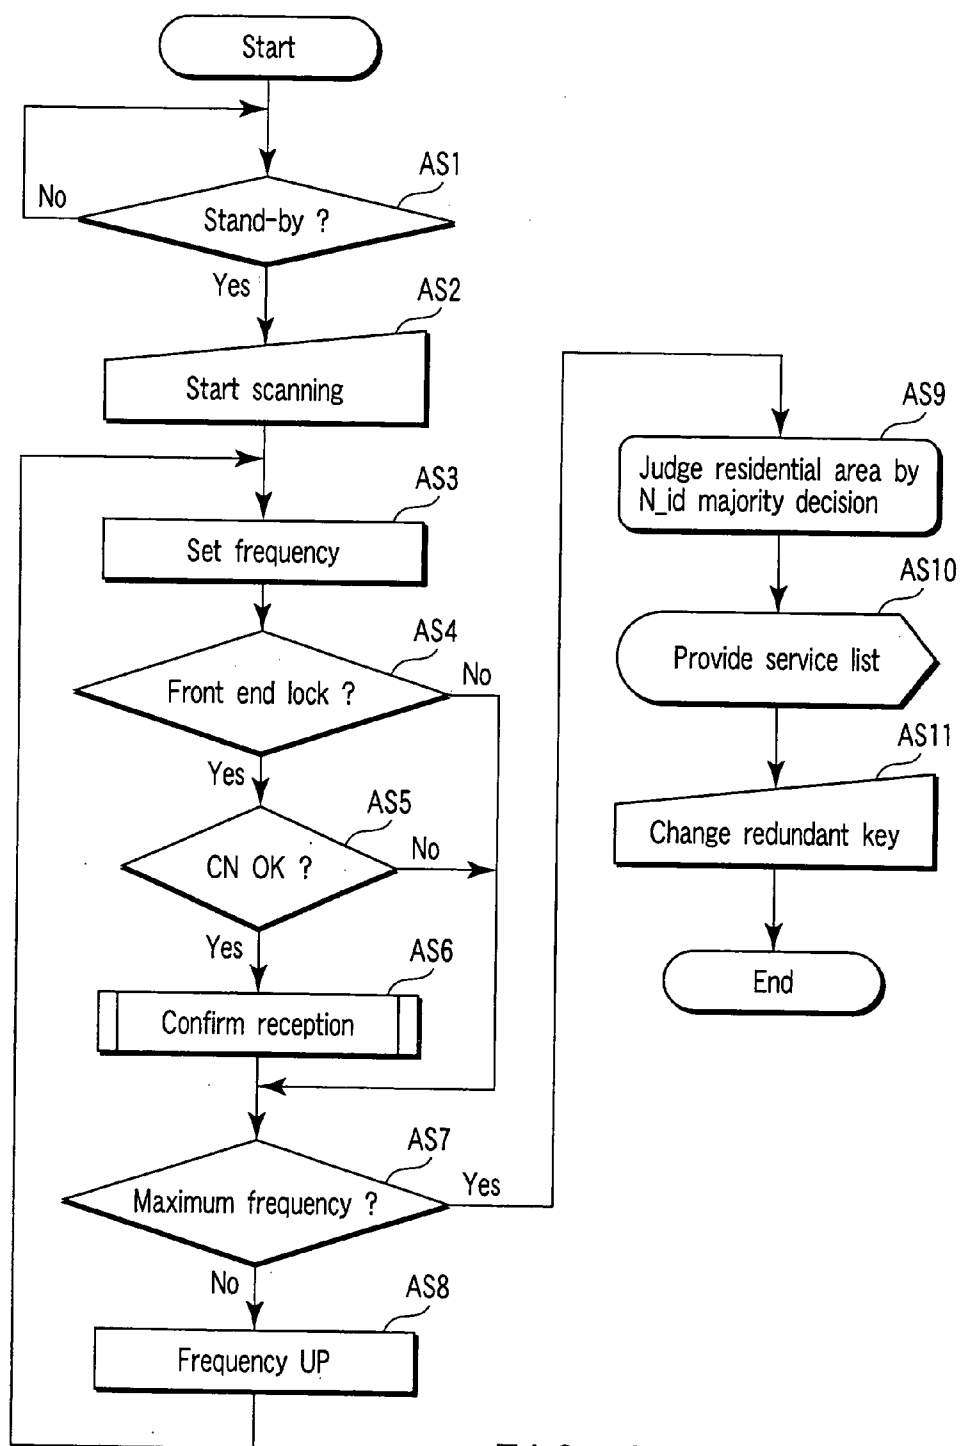 Start
AS1
No
Stand-by ?
Yes
AS2
Start scanning
AS3
Set frequency
AS4
Front end lock ?
No
Yes
AS5
CN OK ?
No
Yes
AS6
Confirm reception
AS7
Maximum frequency ?
Yes
No
AS8
Frequency UP
AS9
Judge residential area by
N_id majority decision
AS10
Provide service list
AS11
Change redundant key
End